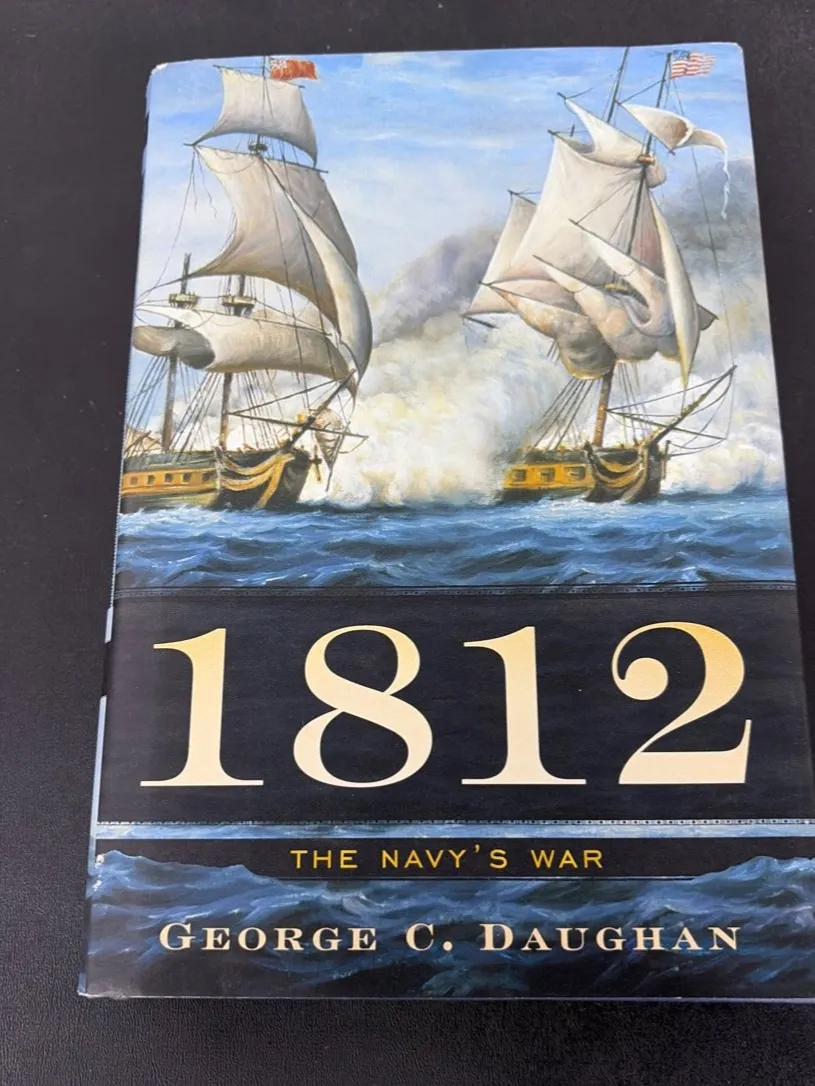 1812
THE NAVY'S WAR
GEORGE C. DAUGHAN